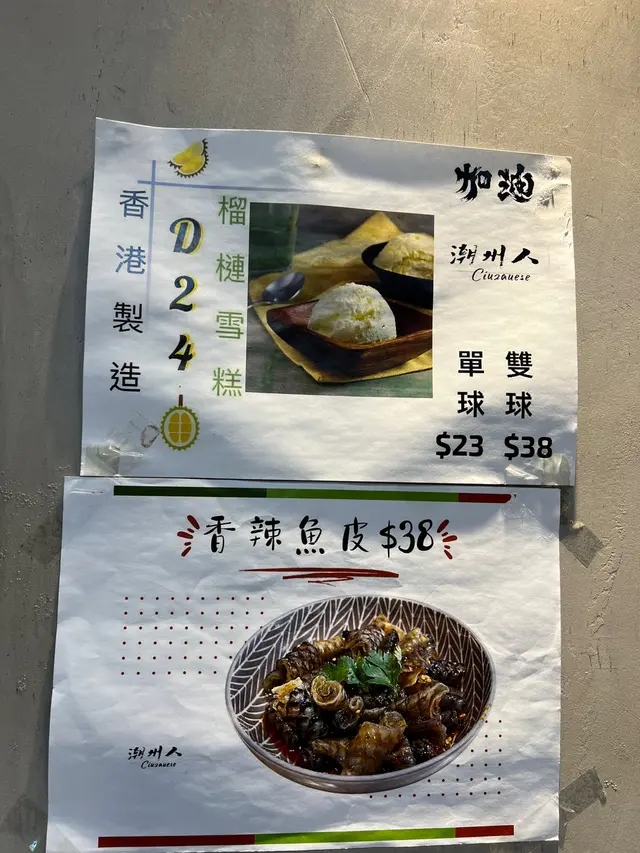 香港製造
D24
榴槤雪糕
加油
潮州人
Ciuzauese
單球 雙球
$23 $38
香辣魚皮$38
潮州人
Ciuzauese